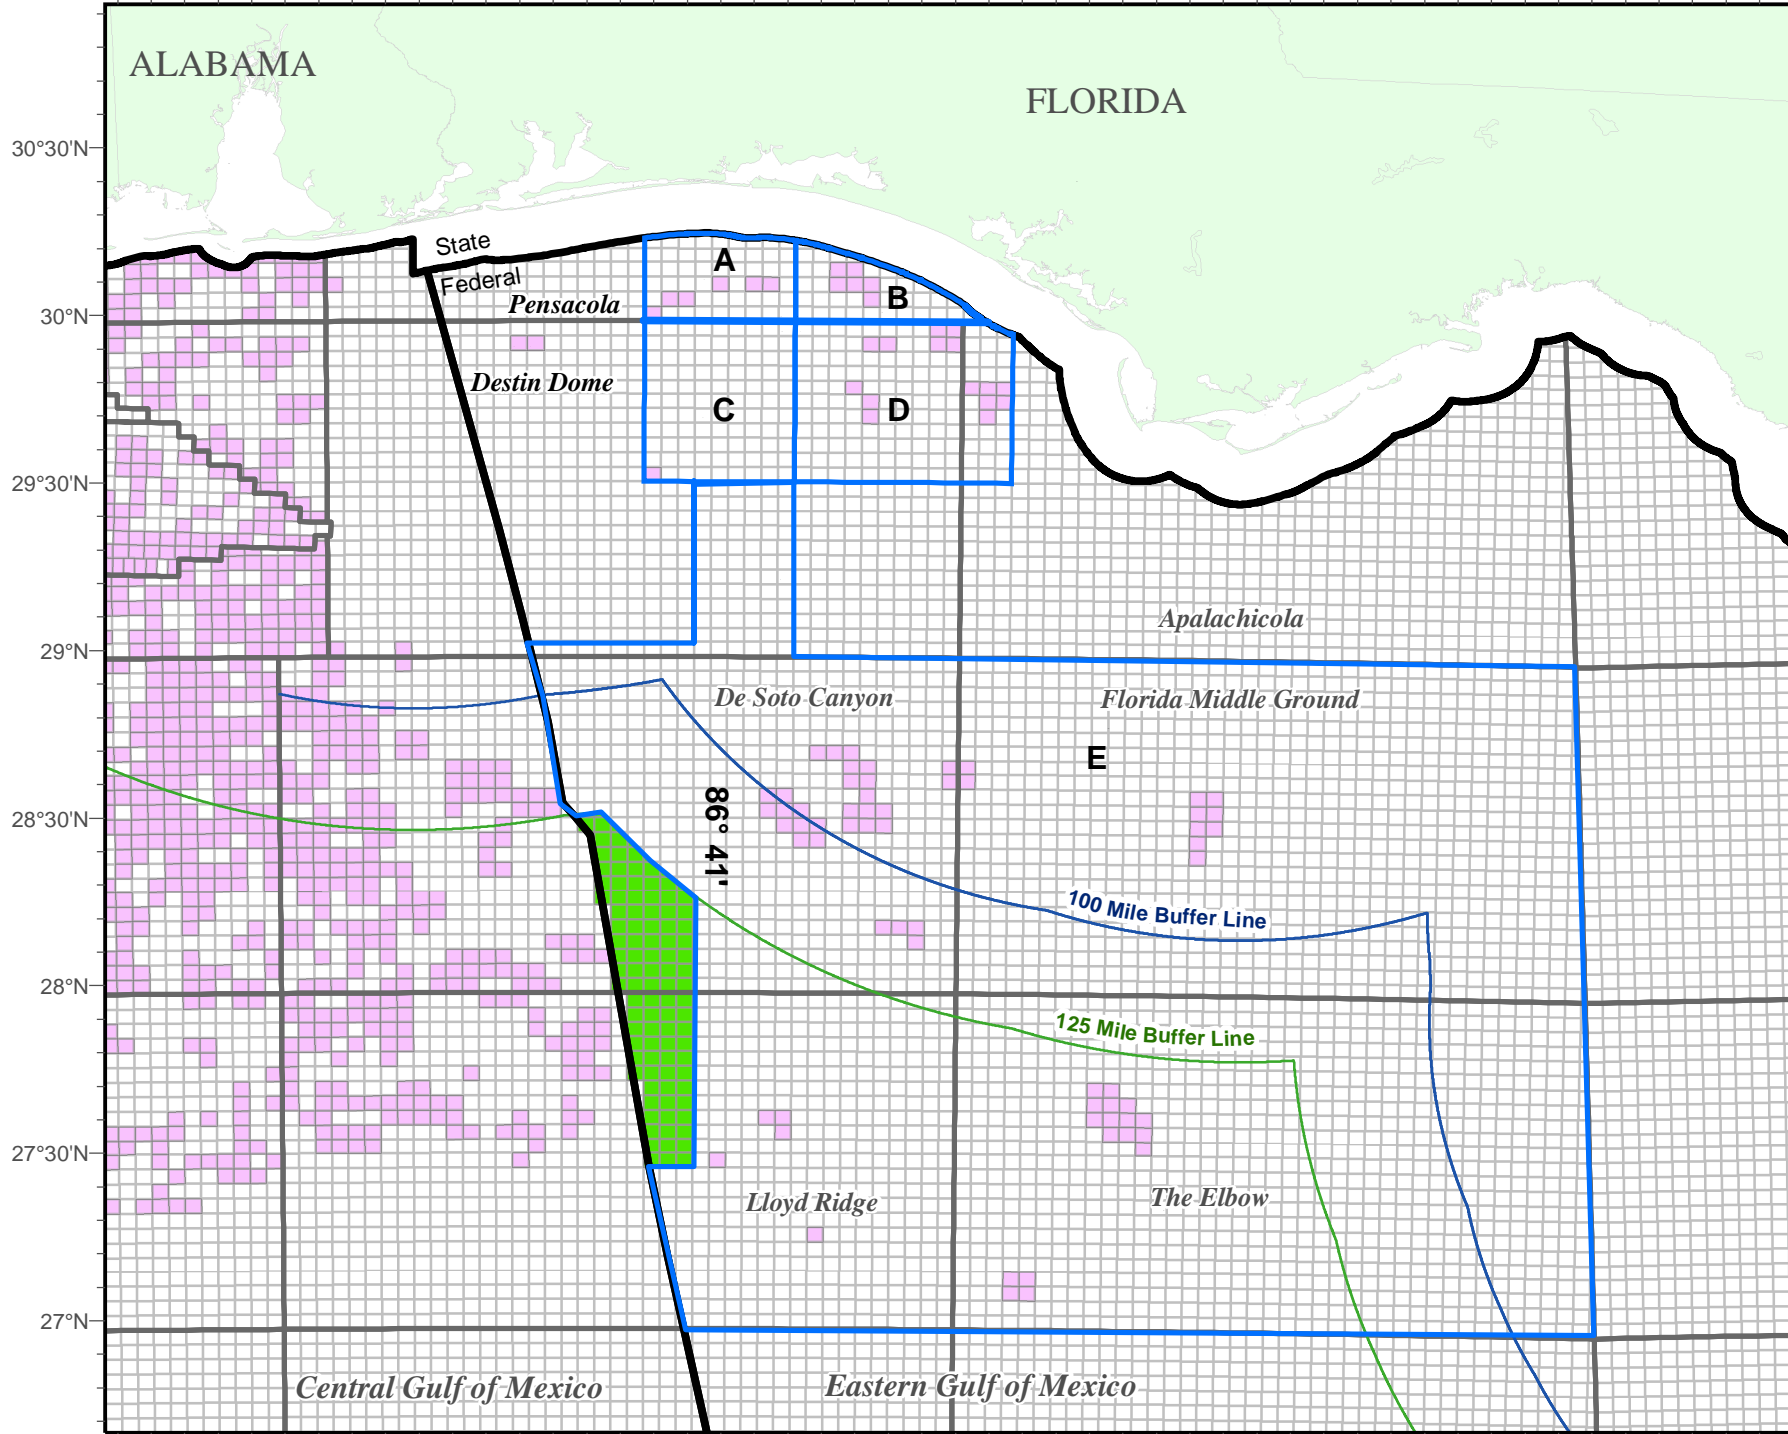 ALABAMA
FLORIDA
30°30'N
State
Federal
A
B
Pensacola
30°N
Destin Dome
C
D
29°30'N
Apalachicola
29°N
De Soto Canyon
Florida Middle Ground
E
86° 41'
28°30'N
100 Mile Buffer Line
28°N
125 Mile Buffer Line
27°30'N
Lloyd Ridge
The Elbow
27°N
Central Gulf of Mexico
Eastern Gulf of Mexico